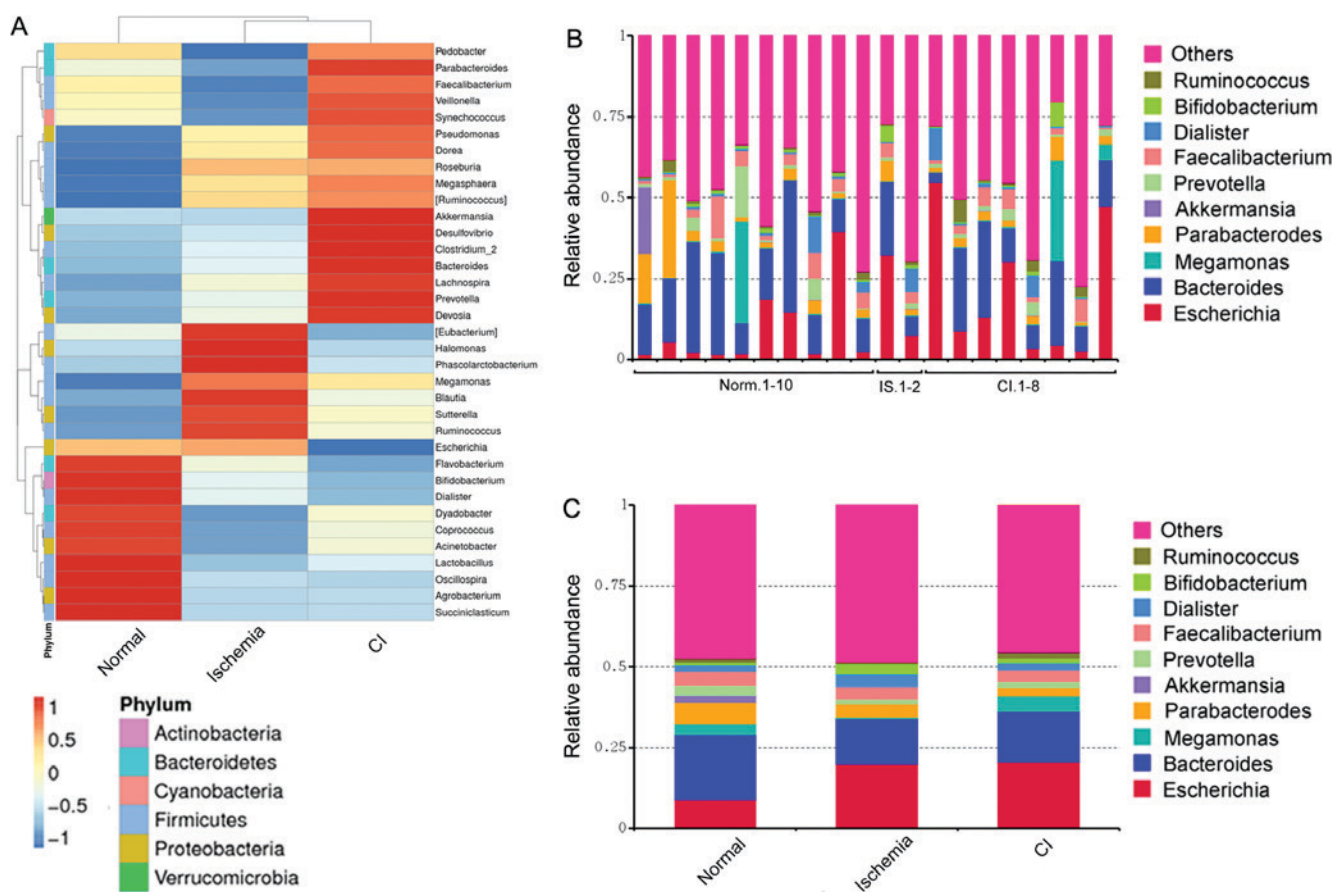 A
Pedobacter
Parabacteroides
Faecalibacterium
Veillonella
Synechococcus
Pseudomonas
Dorea
Roseburia
Megasphaera
[Ruminococcus]
Akkermansia
Desulfovibrio
Clostridium_2
Bacteroides
Lachnospira
Prevotella
Devosia
[Eubacterium]
Halomonas
Phascolarctobacterium
Megamonas
Blautia
Sutterella
Ruminococcus
Escherichia
Flavobacterium
Bifidobacterium
Dialister
Dyadobacter
Coprococcus
Acinetobacter
Lactobacillus
Oscillospira
Agrobacterium
Succiniclasticum
Phylum
Normal
Ischemia
CI
1
0.5
0
-0.5
-1
Phylum
Actinobacteria
Bacteroidetes
Cyanobacteria
Firmicutes
Proteobacteria
Verrucomicrobia
B
Relative abundance
1
0.75
0.5
0.25
0
Norm.1-10
IS.1-2
CI.1-8
Others
Ruminococcus
Bifidobacterium
Dialister
Faecalibacterium
Prevotella
Akkermansia
Parabacterodes
Megamonas
Bacteroides
Escherichia
C
Relative abundance
1
0.75
0.5
0.25
0
Normal
Ischemia
CI
Others
Ruminococcus
Bifidobacterium
Dialister
Faecalibacterium
Prevotella
Akkermansia
Parabacterodes
Megamonas
Bacteroides
Escherichia